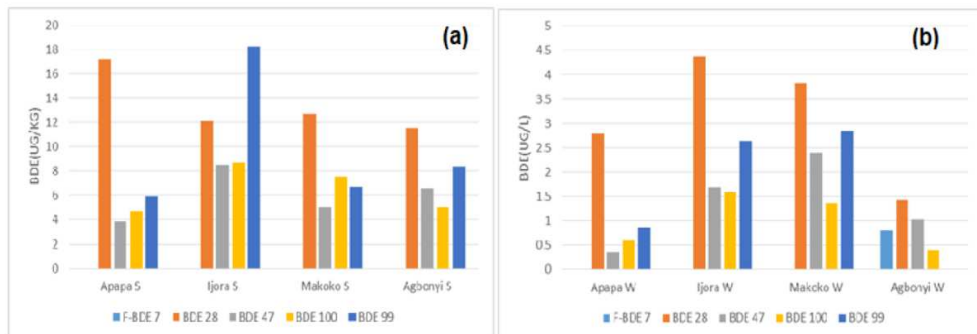 (a)
BDE(UG/KG)
20
18
16
14
12
10
8
6
4
2
0
Apapa S Ijora S Makoko S Agbonyi S
F-BDE 7 BDE 28 BDE 47 BDE 100 BDE 99
(b)
BDE(UG/L)
5
4.5
4
3.5
3
2.5
2
1.5
1
0.5
0
Apapa W Ijora W Makoko W Agbonyi W
F-BDE 7 BDE 28 BDE 47 BDE 100 BDE 99